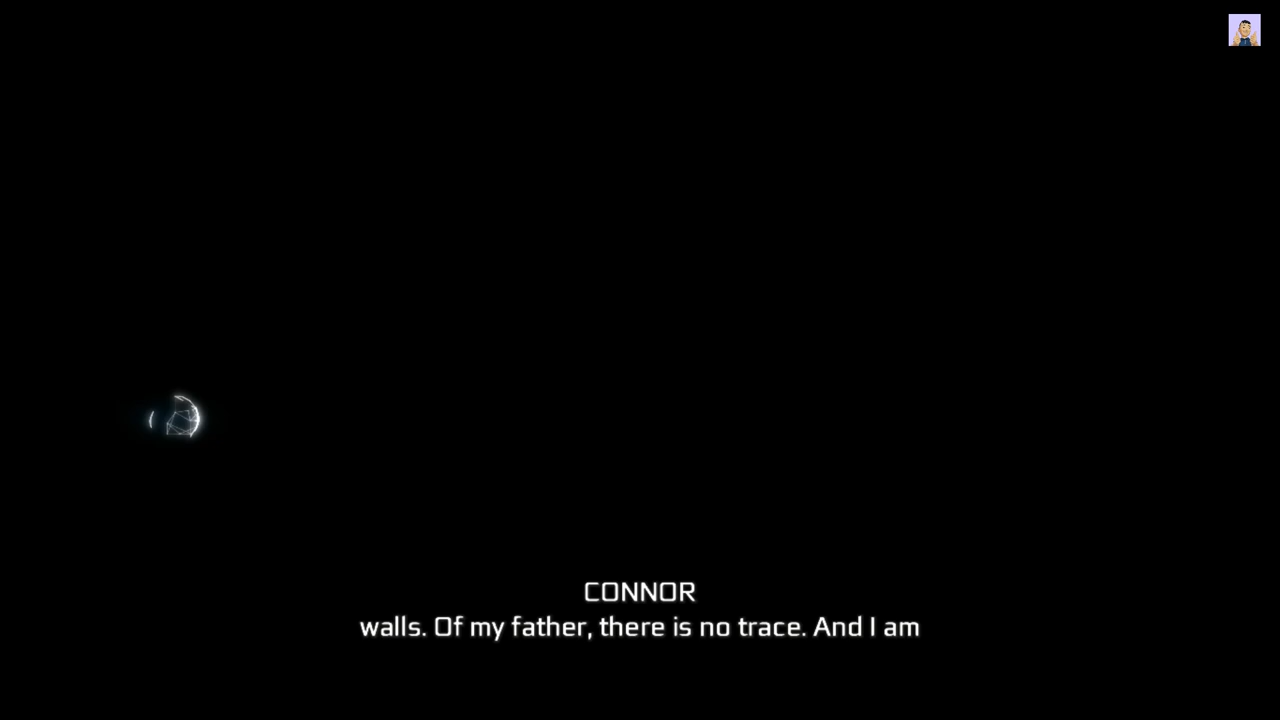 CONNOR
walls. Of my father, there is no trace. And I am